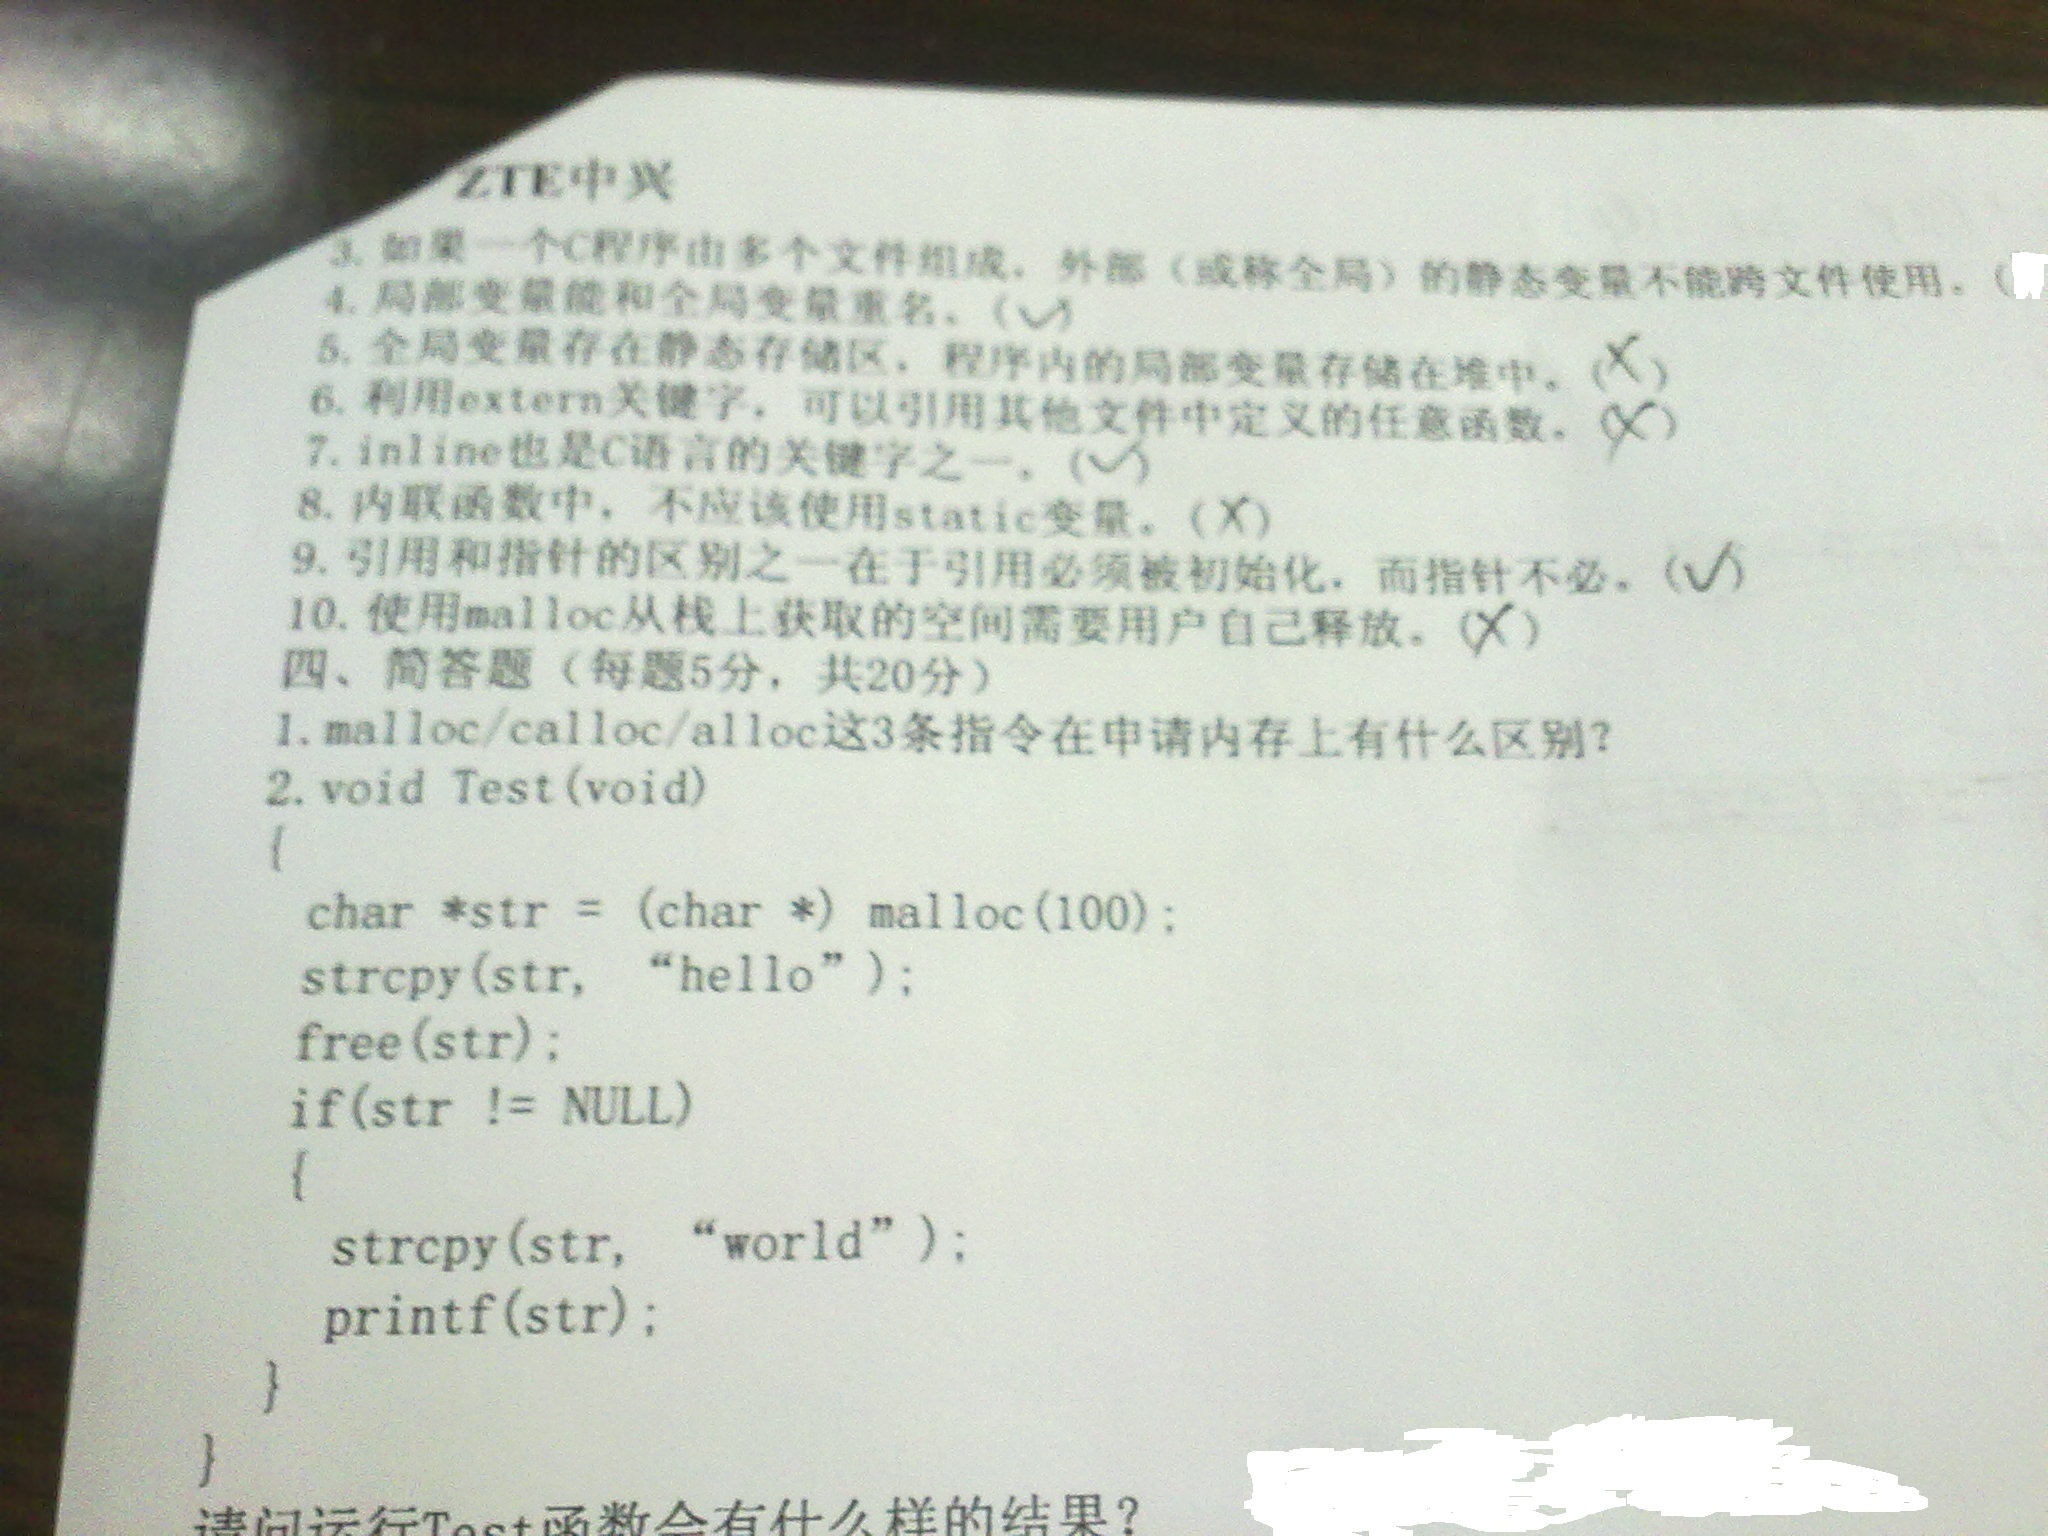 ZTE中兴
3. 如果一个C程序由多个文件组成，外部（或称全局）的静态变量不能跨文件使用。（
4. 局部变量能和全局变量重名。（✓）
5. 全局变量存在静态存储区，程序内的局部变量存储在堆中。（X）
6. 利用extern关键字，可以引用其他文件中定义的任意函数。（X）
7. inline也是C语言的关键字之一。（✓）
8. 内联函数中，不应该使用static变量。（X）
9. 引用和指针的区别之一在于引用必须被初始化，而指针不必。（✓）
10. 使用malloc从栈上获取的空间需要用户自己释放。（X）
四、简答题（每题5分，共20分）
1. malloc/calloc/alloc这3条指令在申请内存上有什么区别？
2. void Test(void)
{
char *str = (char *) malloc(100);
strcpy(str, “hello”);
free(str);
if(str != NULL)
{
strcpy(str, “world”);
printf(str);
}
}
请问运行Test函数会有什么样的结果？